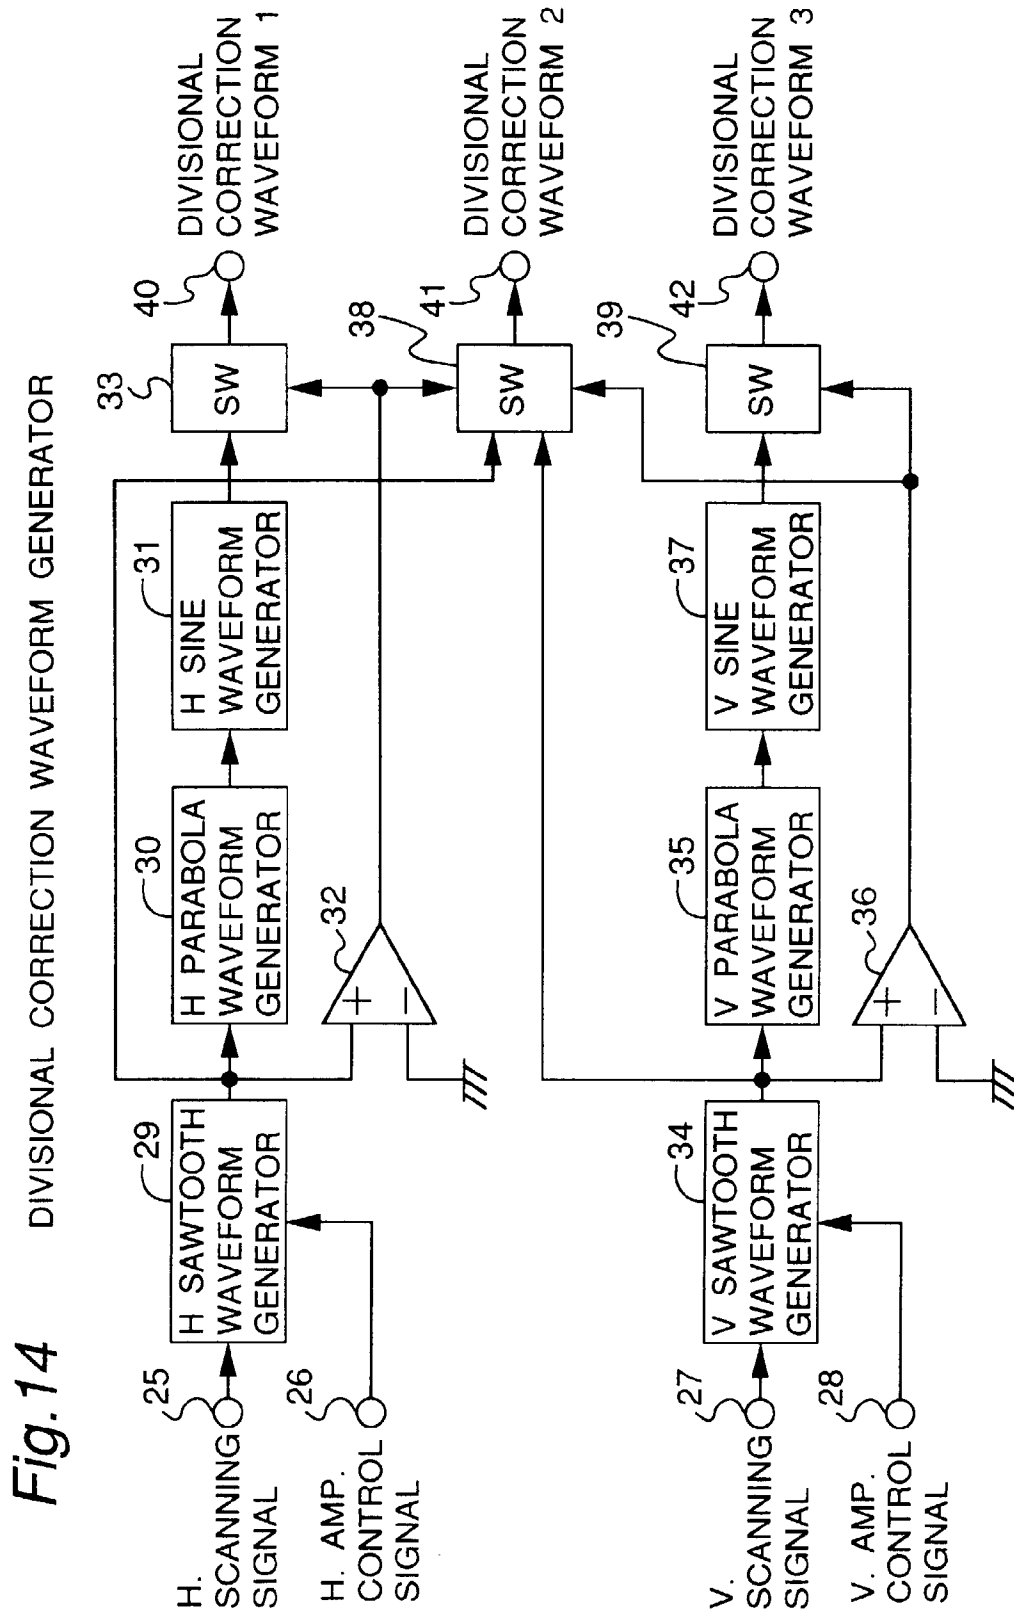 Fig.14
DIVISIONAL CORRECTION WAVEFORM GENERATOR
H.
SCANNING
SIGNAL
25
H. AMP.
CONTROL
SIGNAL
26
29
H SAWTOOTH
WAVEFORM
GENERATOR
30
H PARABOLA
WAVEFORM
GENERATOR
31
H SINE
WAVEFORM
GENERATOR
32
+
−
33
SW
40
DIVISIONAL
CORRECTION
WAVEFORM 1
38
SW
41
DIVISIONAL
CORRECTION
WAVEFORM 2
V.
SCANNING
SIGNAL
27
V. AMP.
CONTROL
SIGNAL
28
34
V SAWTOOTH
WAVEFORM
GENERATOR
35
V PARABOLA
WAVEFORM
GENERATOR
37
V SINE
WAVEFORM
GENERATOR
36
+
−
39
SW
42
DIVISIONAL
CORRECTION
WAVEFORM 3